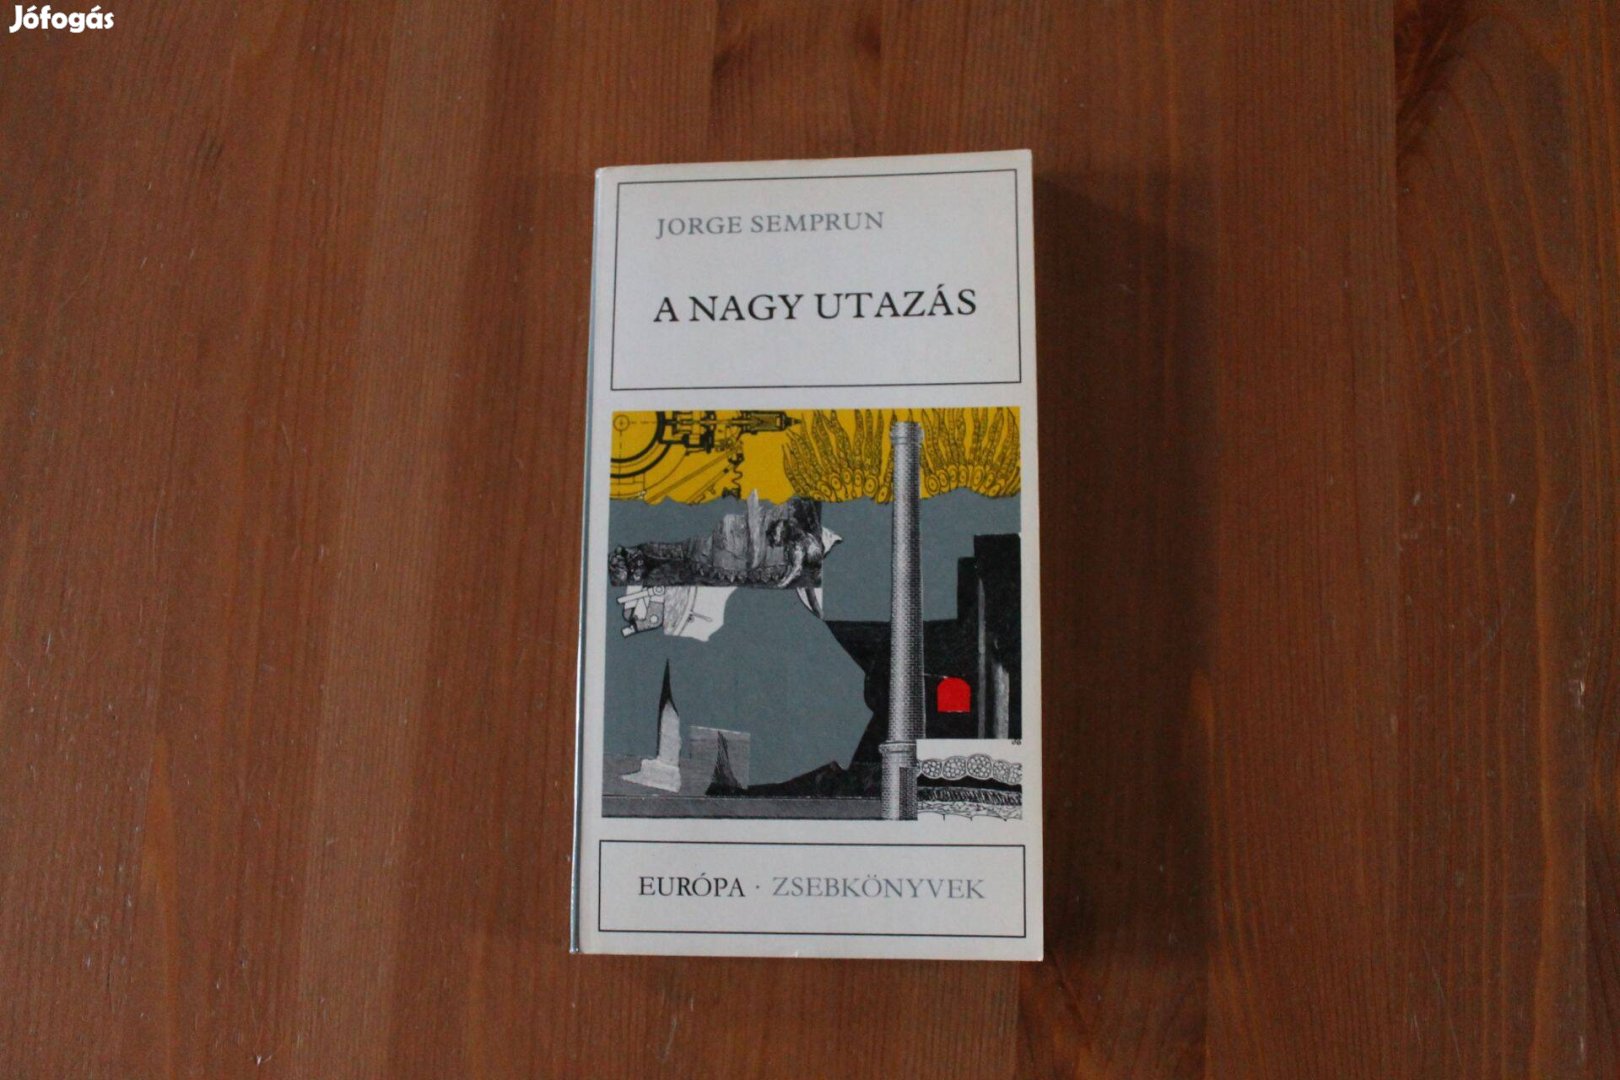 Jófogás
JORGE SEMPRUN
A NAGY UTAZÁS
EURÓPA · ZSEBKÖNYVEK